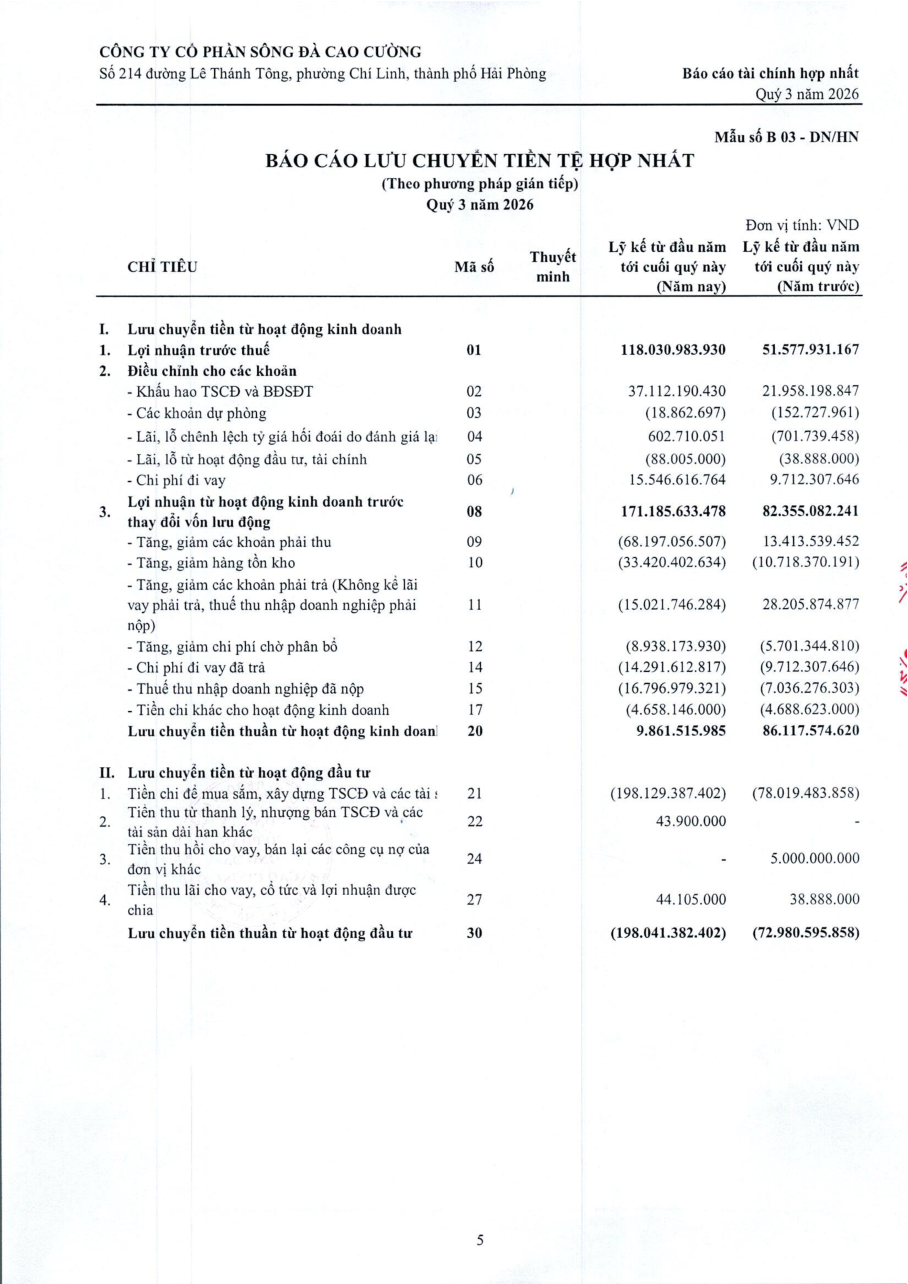 CÔNG TY CỔ PHẦN SÔNG ĐÀ CAO CƯỜNG
Số 214 đường Lê Thánh Tông, phường Chí Linh, thành phố Hải Phòng
Báo cáo tài chính hợp nhất
Quý 3 năm 2026
Mẫu số B 03 - DN/HN
BÁO CÁO LƯU CHUYỂN TIỀN TỆ HỢP NHẤT
(Theo phương pháp gián tiếp)
Quý 3 năm 2026
Đơn vị tính: VND
CHỈ TIÊU Mã số Thuyết minh Lỹ kế từ đầu năm tới cuối quý này (Năm nay) Lỹ kế từ đầu năm tới cuối quý này (Năm trước)
I. Lưu chuyển tiền từ hoạt động kinh doanh
1. Lợi nhuận trước thuế 01 118.030.983.930 51.577.931.167
2. Điều chỉnh cho các khoản
- Khấu hao TSCĐ và BĐSĐT 02 37.112.190.430 21.958.198.847
- Các khoản dự phòng 03 (18.862.697) (152.727.961)
- Lãi, lỗ chênh lệch tỷ giá hối đoái do đánh giá lại 04 602.710.051 (701.739.458)
- Lãi, lỗ từ hoạt động đầu tư, tài chính 05 (88.005.000) (38.888.000)
- Chi phí đi vay 06 15.546.616.764 9.712.307.646
3. Lợi nhuận từ hoạt động kinh doanh trước
thay đổi vốn lưu động 08 171.185.633.478 82.355.082.241
- Tăng, giảm các khoản phải thu 09 (68.197.056.507) 13.413.539.452
- Tăng, giảm hàng tồn kho 10 (33.420.402.634) (10.718.370.191)
- Tăng, giảm các khoản phải trả (Không kể lãi
vay phải trả, thuế thu nhập doanh nghiệp phải 11 (15.021.746.284) 28.205.874.877
nộp)
- Tăng, giảm chi phí chờ phân bổ 12 (8.938.173.930) (5.701.344.810)
- Chi phí đi vay đã trả 14 (14.291.612.817) (9.712.307.646)
- Thuế thu nhập doanh nghiệp đã nộp 15 (16.796.979.321) (7.036.276.303)
- Tiền chi khác cho hoạt động kinh doanh 17 (4.658.146.000) (4.688.623.000)
Lưu chuyển tiền thuần từ hoạt động kinh doan 20 9.861.515.985 86.117.574.620
II. Lưu chuyển tiền từ hoạt động đầu tư
1. Tiền chi để mua sắm, xây dựng TSCĐ và các tài 21 (198.129.387.402) (78.019.483.858)
2. Tiền thu từ thanh lý, nhượng bán TSCĐ và các
tài sản dài han khác 22 43.900.000 -
3. Tiền thu hồi cho vay, bán lại các công cụ nợ của
đơn vị khác 24 - 5.000.000.000
4. Tiền thu lãi cho vay, cổ tức và lợi nhuận được
chia 27 44.105.000 38.888.000
Lưu chuyển tiền thuần từ hoạt động đầu tư 30 (198.041.382.402) (72.980.595.858)
5